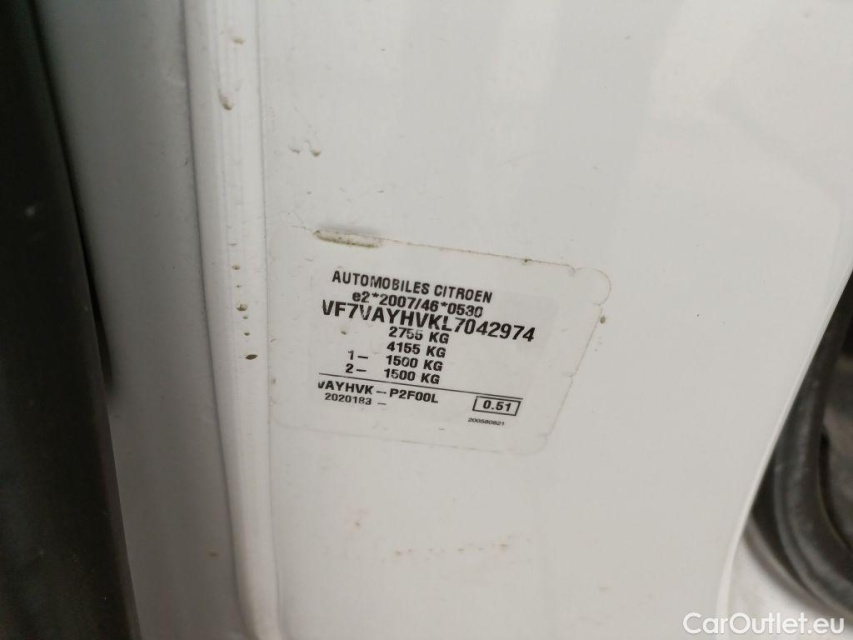 AUTOMOBILES CITROEN
e2*2007/46*0530
VF7VAYHVKL7042974
2755 KG
4155 KG
1- 1500 KG
2- 1500 KG
VAYHVK - P2F00L
2020183 -
0.51
CarOutlet.eu